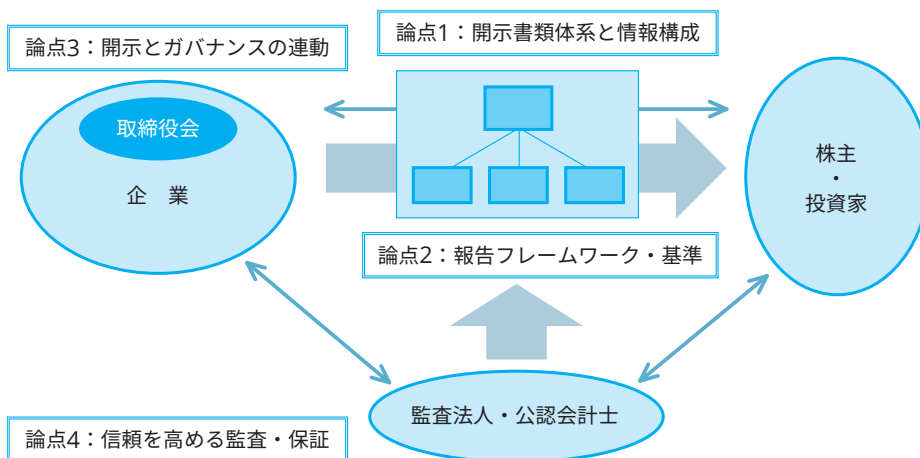 論点3：開示とガバナンスの連動
論点1：開示書類体系と情報構成
取締役会
企　業
株主
・
投資家
論点2：報告フレームワーク・基準
監査法人・公認会計士
論点4：信頼を高める監査・保証